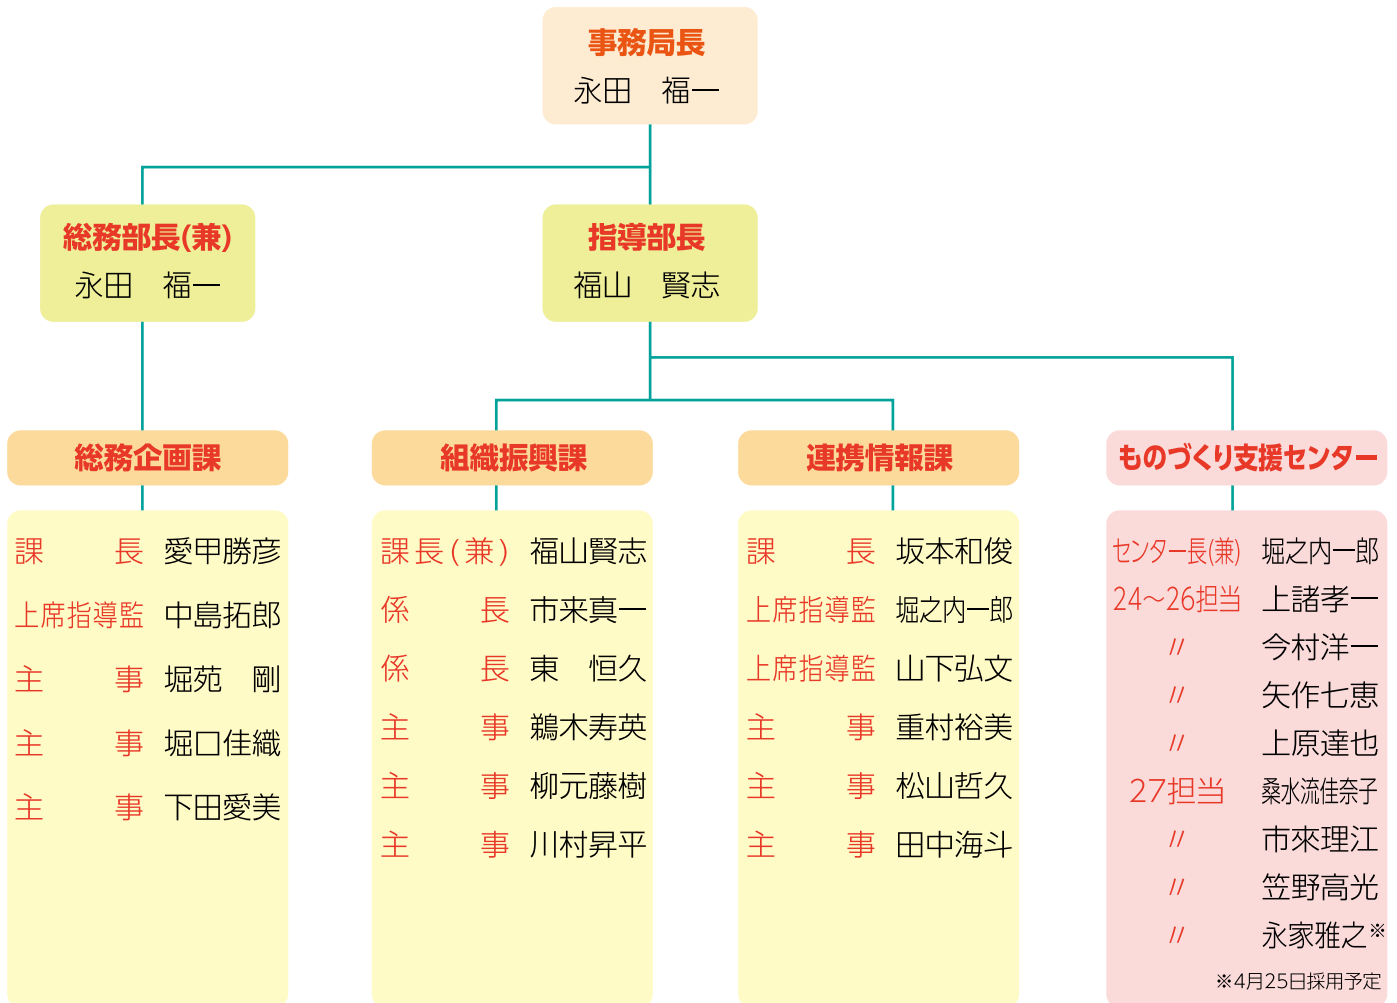 事務局長
永田　福一
総務部長(兼)
永田　福一
指導部長
福山　賢志
総務企画課
課　長 愛甲勝彦
上席指導監 中島拓郎
主　事 堀苑　剛
主　事 堀口佳織
主　事 下田愛美
組織振興課
課長(兼) 福山賢志
係　長 市来真一
係　長 東　恒久
主　事 鵜木寿英
主　事 柳元藤樹
主　事 川村昇平
連携情報課
課　長 坂本和俊
上席指導監 堀之内一郎
上席指導監 山下弘文
主　事 重村裕美
主　事 松山哲久
主　事 田中海斗
ものづくり支援センター
センター長(兼) 堀之内一郎
24～26担当 上諸孝一
〃 今村洋一
〃 矢作七恵
〃 上原達也
27担当 桑水流佳奈子
〃 市來理江
〃 笠野高光
〃 永家雅之※
※4月25日採用予定